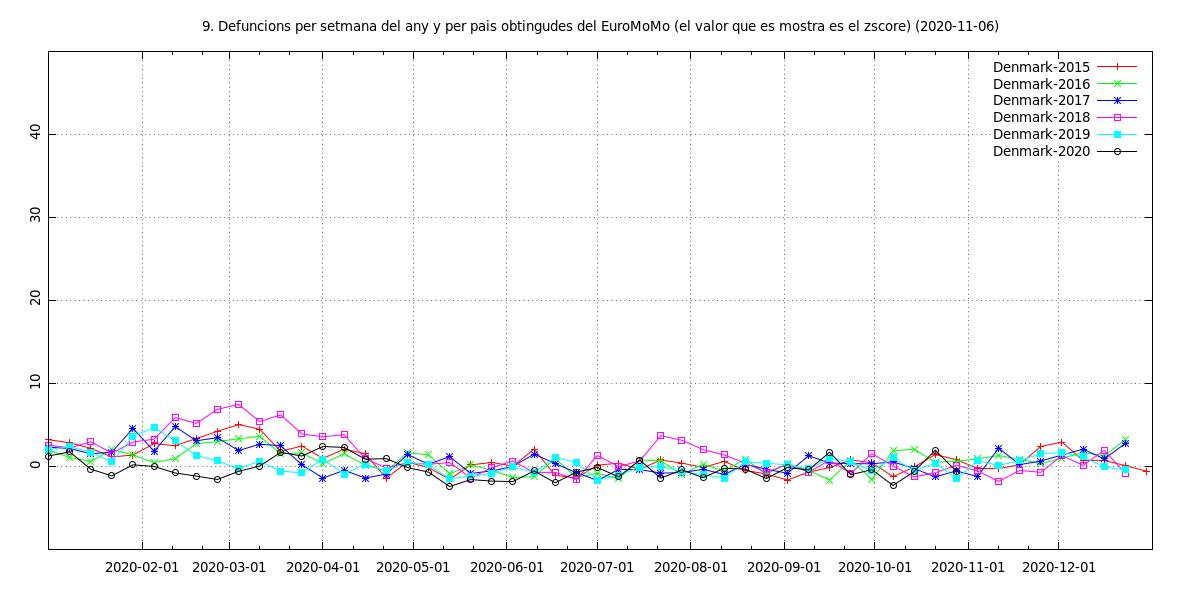 9. Defuncions per setmana del any y per pais obtingudes del EuroMoMo (el valor que es mostra es el zscore) (2020-11-06)
Denmark-2015
Denmark-2016
Denmark-2017
Denmark-2018
Denmark-2019
Denmark-2020
40
30
20
10
0
2020-02-01 2020-03-01 2020-04-01 2020-05-01 2020-06-01 2020-07-01 2020-08-01 2020-09-01 2020-10-01 2020-11-01 2020-12-01